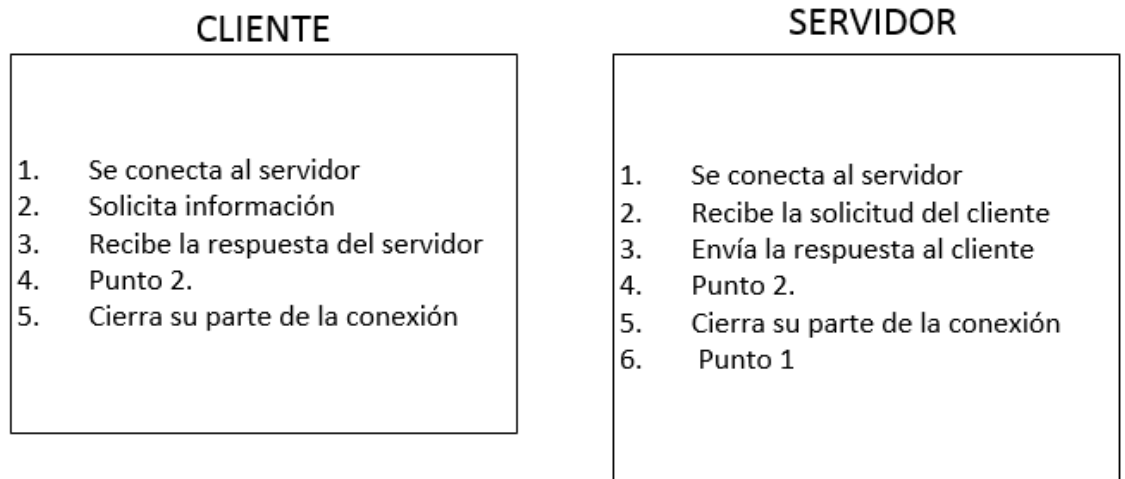 CLIENTE
1. Se conecta al servidor
2. Solicita información
3. Recibe la respuesta del servidor
4. Punto 2.
5. Cierra su parte de la conexión
SERVIDOR
1. Se conecta al servidor
2. Recibe la solicitud del cliente
3. Envía la respuesta al cliente
4. Punto 2.
5. Cierra su parte de la conexión
6. Punto 1